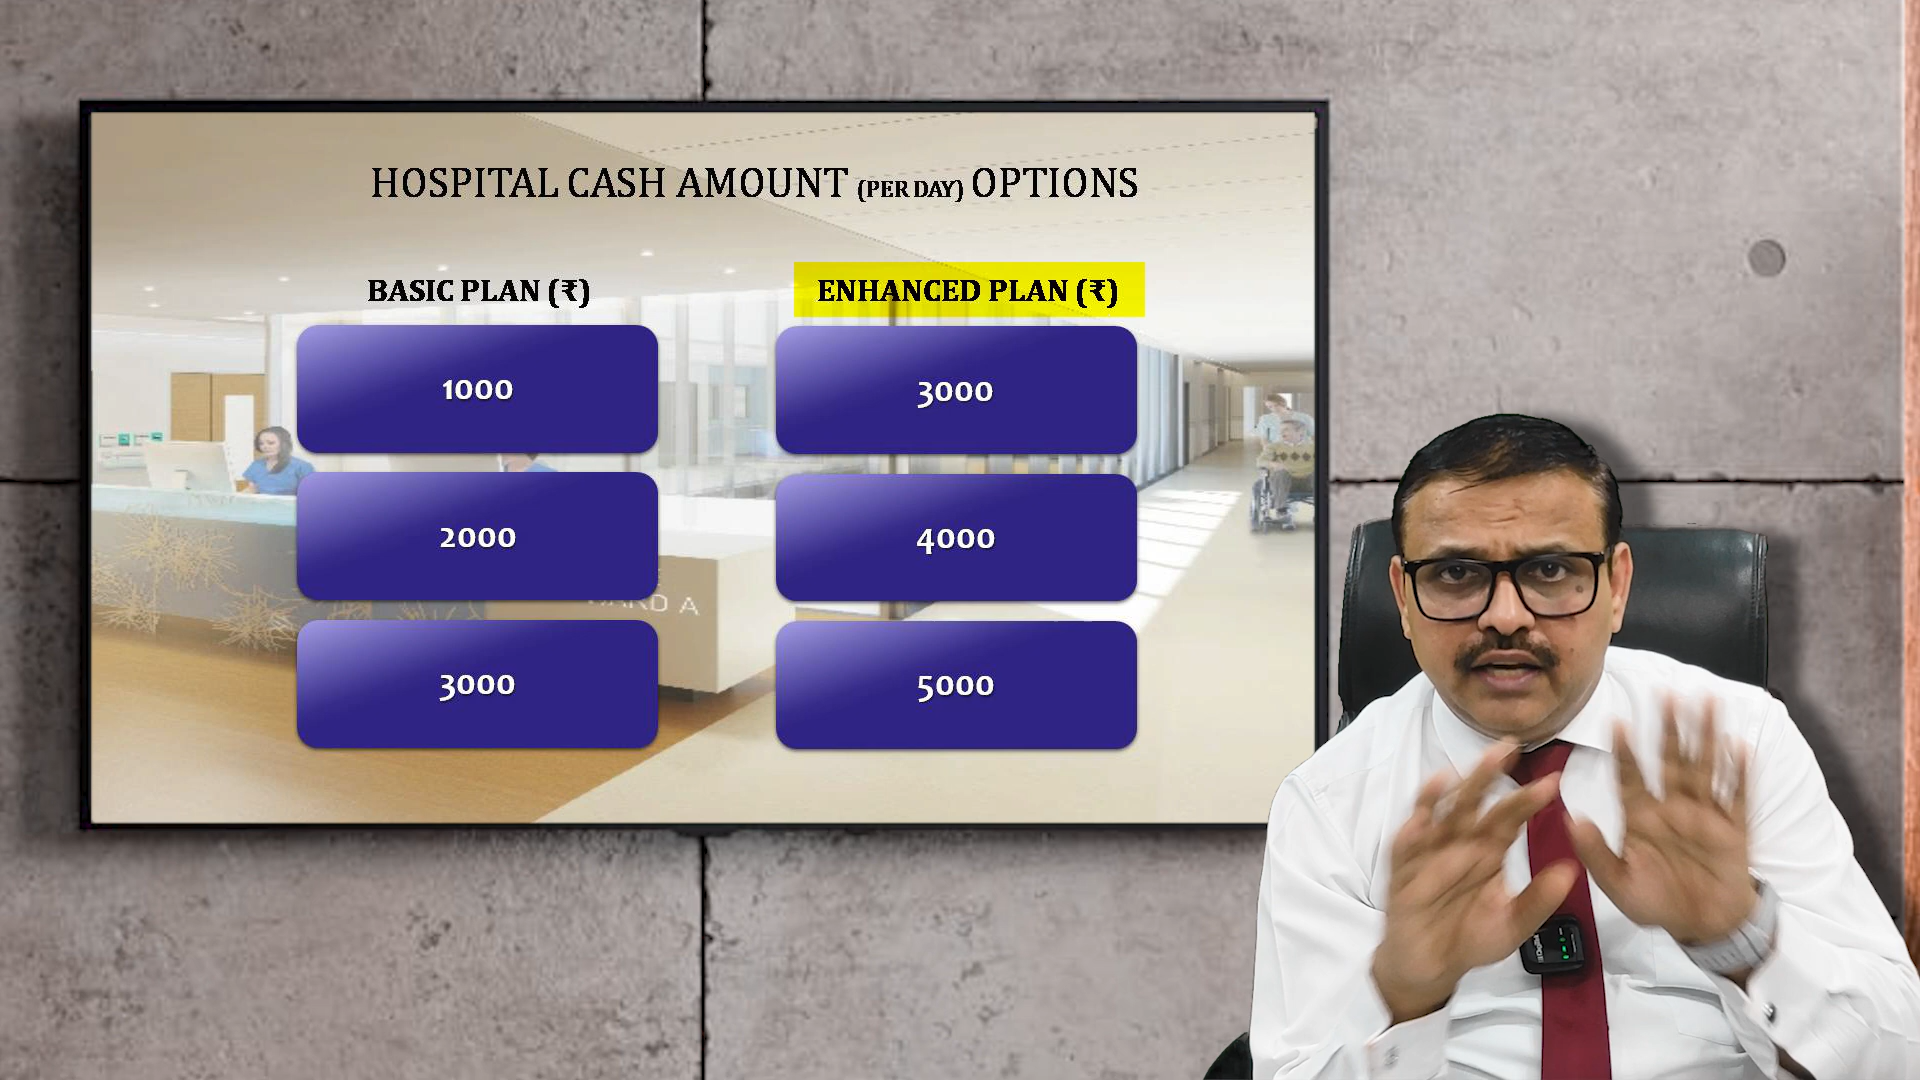 HOSPITAL CASH AMOUNT (PER DAY) OPTIONS
BASIC PLAN (₹)
ENHANCED PLAN (₹)
1000
3000
2000
4000
3000
5000
A